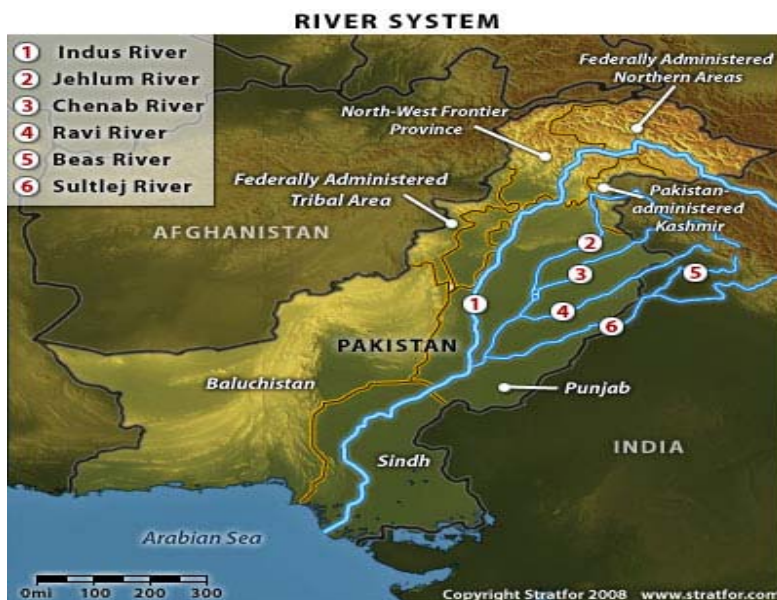 RIVER SYSTEM
1 Indus River
2 Jehlum River
3 Chenab River
4 Ravi River
5 Beas River
6 Sultlej River
Federally Administered
Northern Areas
North-West Frontier
Province
Federally Administered
Tribal Area
Pakistan-
administered
Kashmir
AFGHANISTAN
2
3
5
1
4
6
PAKISTAN
Baluchistan
Punjab
INDIA
Sindh
Arabian Sea
0mi 100 200 300
Copyright Stratfor 2008 www.stratfor.com